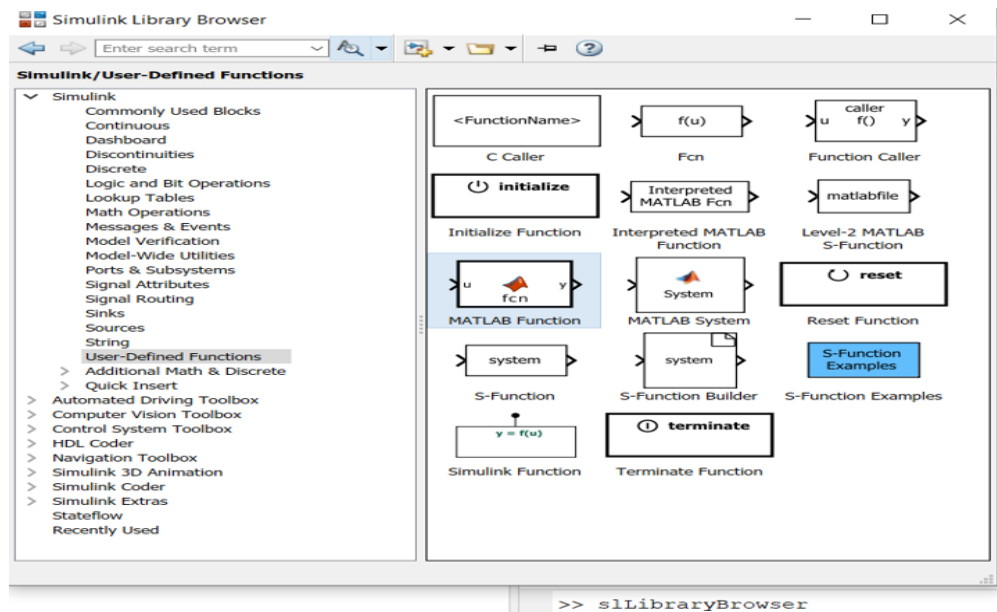 Simulink Library Browser
Enter search term
Simulink/User-Defined Functions
Simulink
Commonly Used Blocks
Continuous
Dashboard
Discontinuities
Discrete
Logic and Bit Operations
Lookup Tables
Math Operations
Messages & Events
Model Verification
Model-Wide Utilities
Ports & Subsystems
Signal Attributes
Signal Routing
Sinks
Sources
String
User-Defined Functions
Additional Math & Discrete
Quick Insert
Automated Driving Toolbox
Computer Vision Toolbox
Control System Toolbox
HDL Coder
Navigation Toolbox
Simulink 3D Animation
Simulink Coder
Simulink Extras
Stateflow
Recently Used
<FunctionName>
C Caller
f(u)
Fcn
caller
u f() y
Function Caller
initialize
Initialize Function
Interpreted
MATLAB Fcn
Interpreted MATLAB
Function
matlabfile
Level-2 MATLAB
S-Function
u y
fcn
MATLAB Function
System
MATLAB System
reset
Reset Function
system
S-Function
system
S-Function Builder
S-Function
Examples
S-Function Examples
y = f(u)
Simulink Function
terminate
Terminate Function
>> slLibraryBrowser